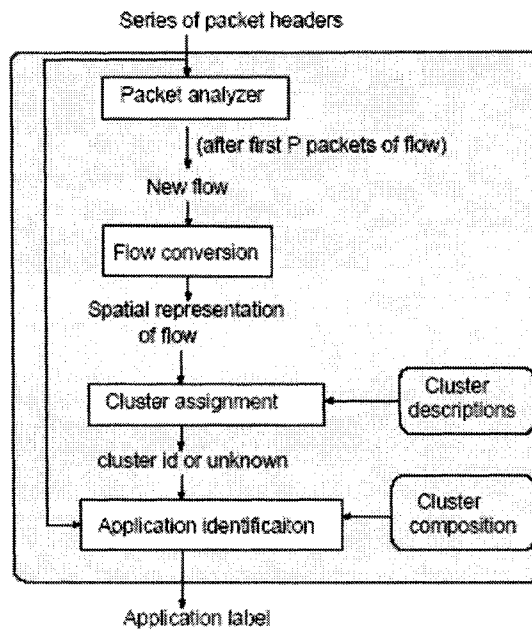 Series of packet headers
Packet analyzer
(after first P packets of flow)
New flow
Flow conversion
Spatial representation
of flow
Cluster assignment
Cluster
descriptions
cluster id or unknown
Application identificaiton
Cluster
composition
Application label